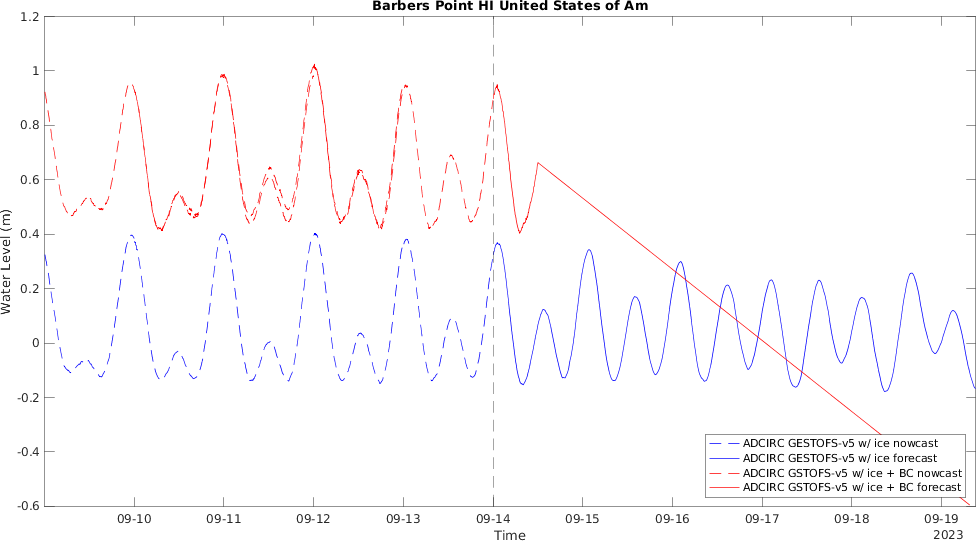 Barbers Point HI United States of Am
1.2
1
0.8
0.6
0.4
0.2
0
-0.2
-0.4
-0.6
Water Level (m)
ADCIRC GESTOFS-v5 w/ ice nowcast
ADCIRC GESTOFS-v5 w/ ice forecast
ADCIRC GSTOFS-v5 w/ ice + BC nowcast
ADCIRC GSTOFS-v5 w/ ice + BC forecast
09-10 09-11 09-12 09-13 09-14 09-15 09-16 09-17 09-18 09-19
Time
2023